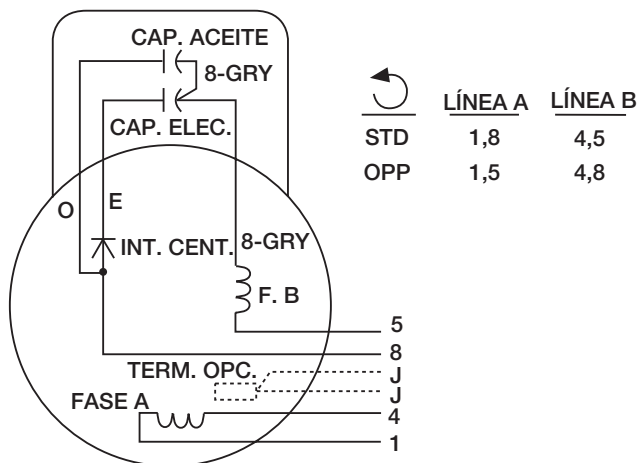 CAP. ACEITE
8-GRY
CAP. ELEC.
O
E
INT. CENT.
8-GRY
F. B
5
8
TERM. OPC.
J
J
FASE A
4
1
LÍNEA A LÍNEA B
STD 1,8 4,5
OPP 1,5 4,8